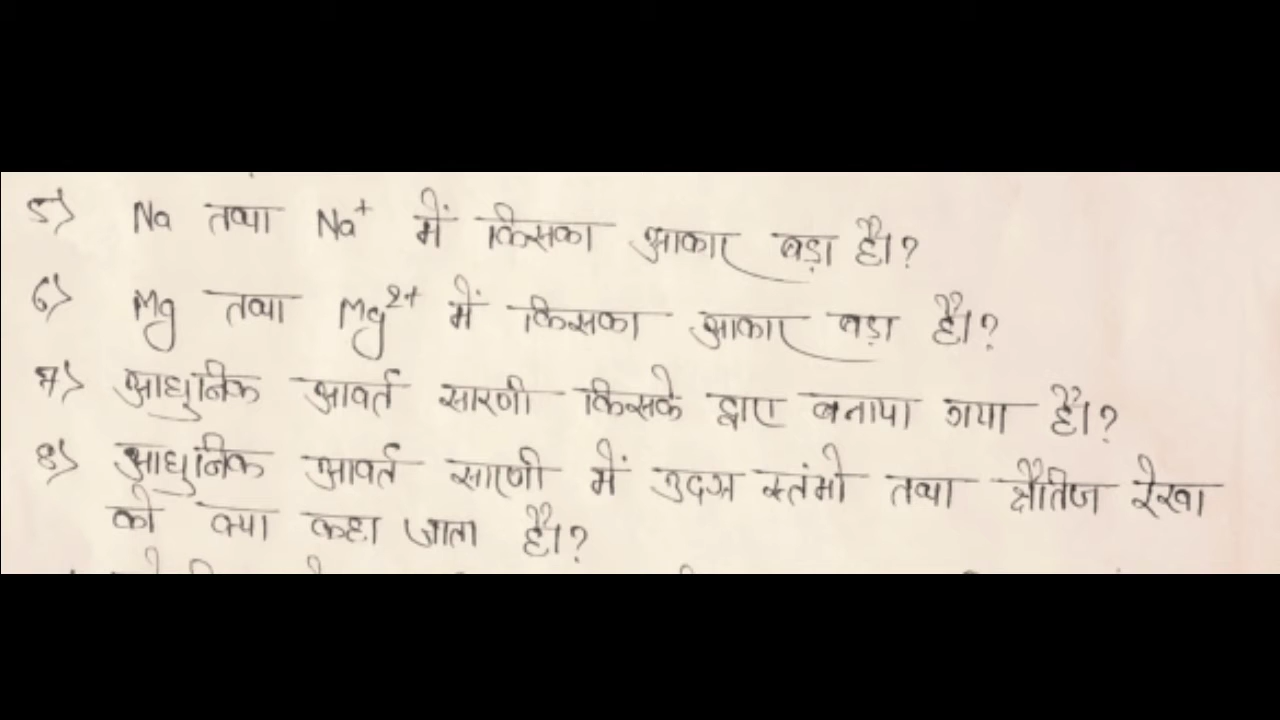 5) Na तथा Na⁺ में किसका आकार बड़ा है।?
6) Mg तथा Mg²⁺ में किसका आकार बड़ा है।?
7) आधुनिक आवर्त सारणी किसके द्वारा बनाया गया है।?
8) आधुनिक आवर्त सारणी में उदग्र स्तंभो तथा क्षैतिज रेखा
को क्या कहा जाता है।?